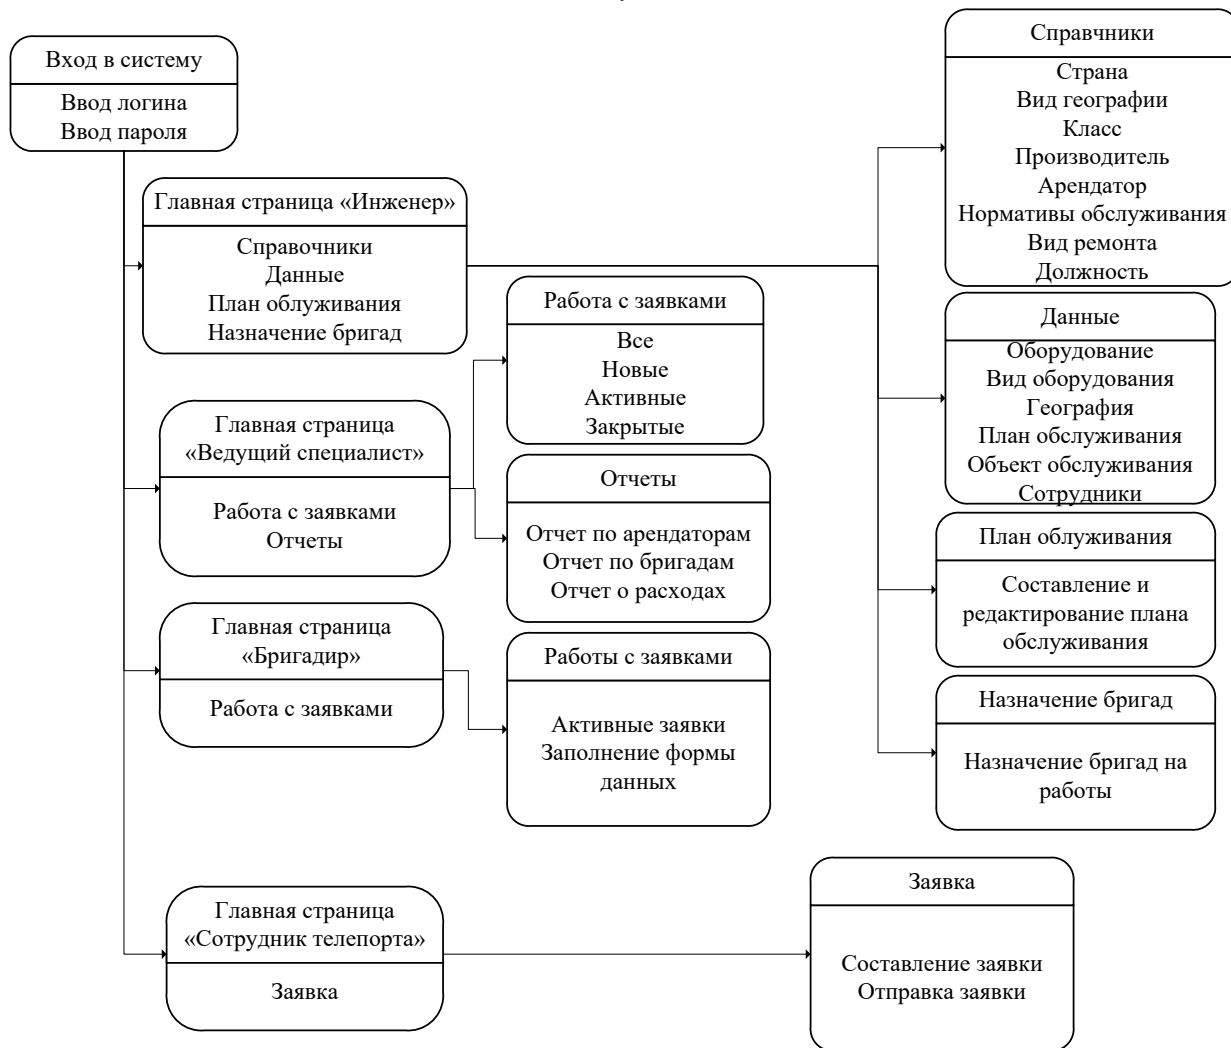 Вход в систему
Ввод логина
Ввод пароля
Главная страница «Инженер»
Справочники
Данные
План облуживания
Назначение бригад
Главная страница
«Ведущий специалист»
Работа с заявками
Отчеты
Главная страница
«Бригадир»
Работа с заявками
Главная страница
«Сотрудник телепорта»
Заявка
Работа с заявками
Все
Новые
Активные
Закрытые
Отчеты
Отчет по арендаторам
Отчет по бригадам
Отчет о расходах
Работы с заявками
Активные заявки
Заполнение формы
данных
Справчники
Страна
Вид географии
Класс
Производитель
Арендатор
Нормативы обслуживания
Вид ремонта
Должность
Данные
Оборудование
Вид оборудования
География
План обслуживания
Объект обслуживания
Сотрудники
План облуживания
Составление и
редактирование плана
обслуживания
Назначение бригад
Назначение бригад на
работы
Заявка
Составление заявки
Отправка заявки